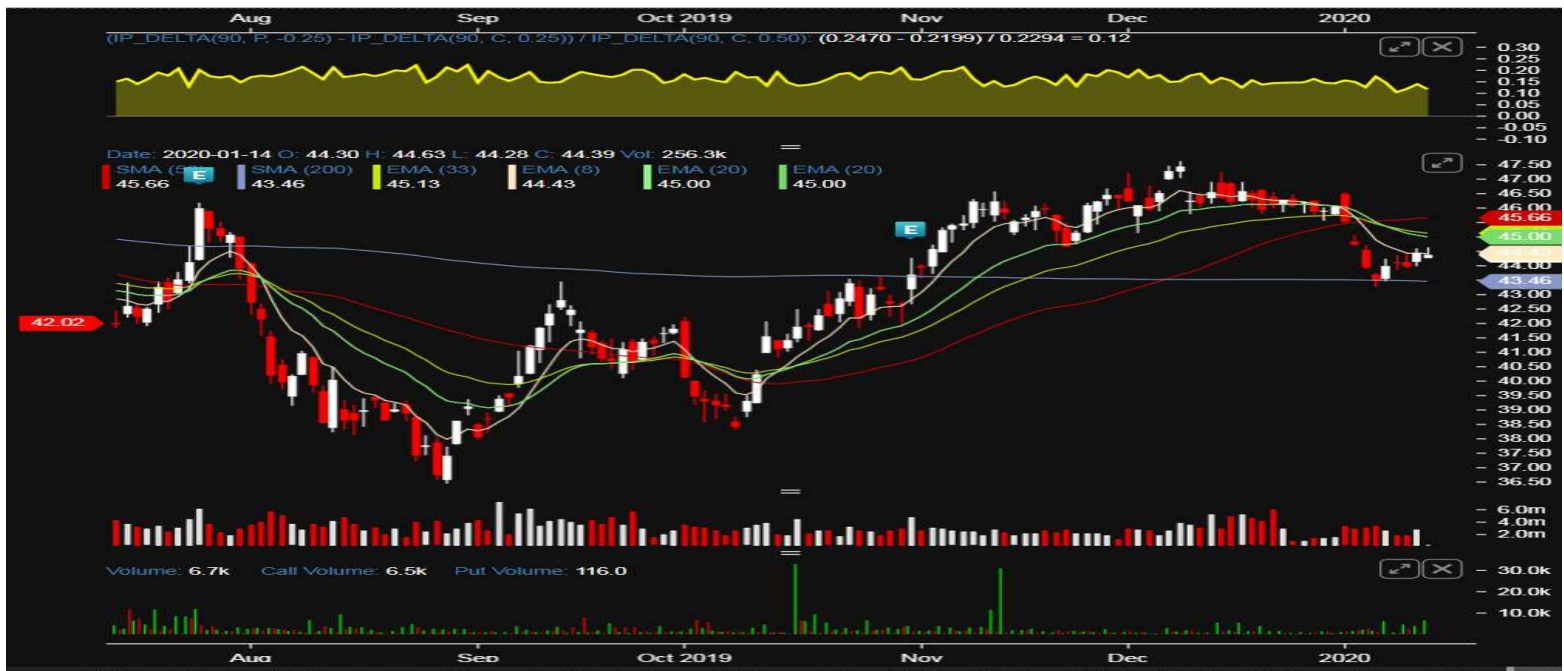 Aug Sep Oct 2019 Nov Dec 2020
(IP_DELTA(90, P, -0.25) - IP_DELTA(90, C, 0.25)) / IP_DELTA(90, C, 0.50): (0.2470 - 0.2199) / 0.2294 = 0.12
0.30
0.25
0.20
0.15
0.10
0.05
0.00
-0.05
-0.10
Date: 2020-01-14 O: 44.30 H: 44.63 L: 44.28 C: 44.39 Vol: 256.3k
SMA (5 SMA (200) EMA (33) EMA (8) EMA (20) EMA (20)
45.66 43.46 45.13 44.43 45.00 45.00
E
E
47.50
47.00
46.50
46.00
45.66
45.00
44.00
43.46
43.00
42.50
42.02
42.00
41.50
41.00
40.50
40.00
39.50
39.00
38.50
38.00
37.50
37.00
36.50
6.0m
4.0m
2.0m
Volume: 6.7k Call Volume: 6.5k Put Volume: 116.0
30.0k
20.0k
10.0k
Aug Sep Oct 2019 Nov Dec 2020